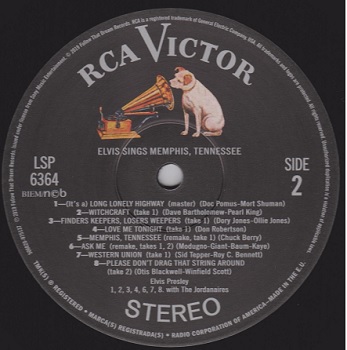 RCA VICTOR
ELVIS SINGS MEMPHIS, TENNESSEE
LSP
6364
BIEM n©b
SIDE
2
1—(It's a) LONG LONELY HIGHWAY (master) (Doc Pomus-Mort Shuman)
2—WITCHCRAFT (take 1) (Dave Bartholomew-Pearl King)
3—FINDERS KEEPERS, LOSERS WEEPERS (take 1) (Dory Jones-Ollie Jones)
4—LOVE ME TONIGHT (take 1) (Don Robertson)
5—MEMPHIS, TENNESSEE (remake, take 1) (Chuck Berry)
6—ASK ME (remake, takes 1, 2) (Modugno-Giant-Baum-Kaye)
7—WESTERN UNION (take 1) (Sid Tepper-Roy C. Bennett)
8—PLEASE DON'T DRAG THAT STRING AROUND
(take 2) (Otis Blackwell-Winfield Scott)
Elvis Presley
1, 2, 3, 4, 6, 7, 8. with The Jordanaires
STEREO
TMK(S) ® REGISTERED • MARCA(S) REGISTRADA(S) • RADIO CORPORATION OF AMERICA—MADE IN THE E.U.